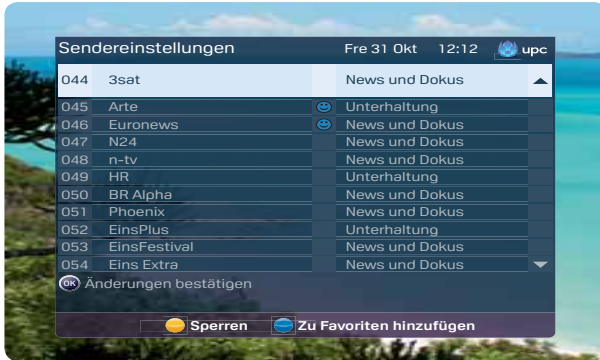 Sendereinstellungen Fre 31 Okt 12:12 upc
044 3sat News und Dokus
045 Arte Unterhaltung
046 Euronews News und Dokus
047 N24 News und Dokus
048 n-tv News und Dokus
049 HR Unterhaltung
050 BR Alpha News und Dokus
051 Phoenix News und Dokus
052 EinsPlus Unterhaltung
053 EinsFestival News und Dokus
054 Eins Extra News und Dokus
OK Änderungen bestätigen
Sperren Zu Favoriten hinzufügen